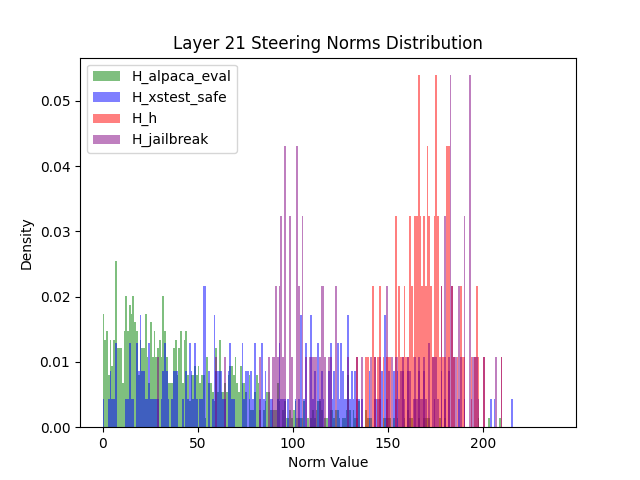 Layer 21 Steering Norms Distribution
H_alpaca_eval
H_xstest_safe
H_h
H_jailbreak
Density
0.05
0.04
0.03
0.02
0.01
0.00
0
50
100
150
200
Norm Value